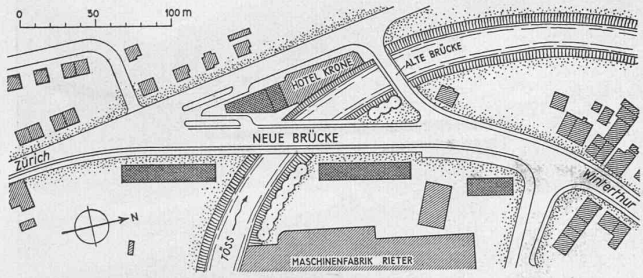 0 50 100 m
ALTE BRÜCKE
HOTEL KRONE
NEUE BRÜCKE
Zürich
Winterthur
N
TÖSS
MASCHINENFABRIK RIETER